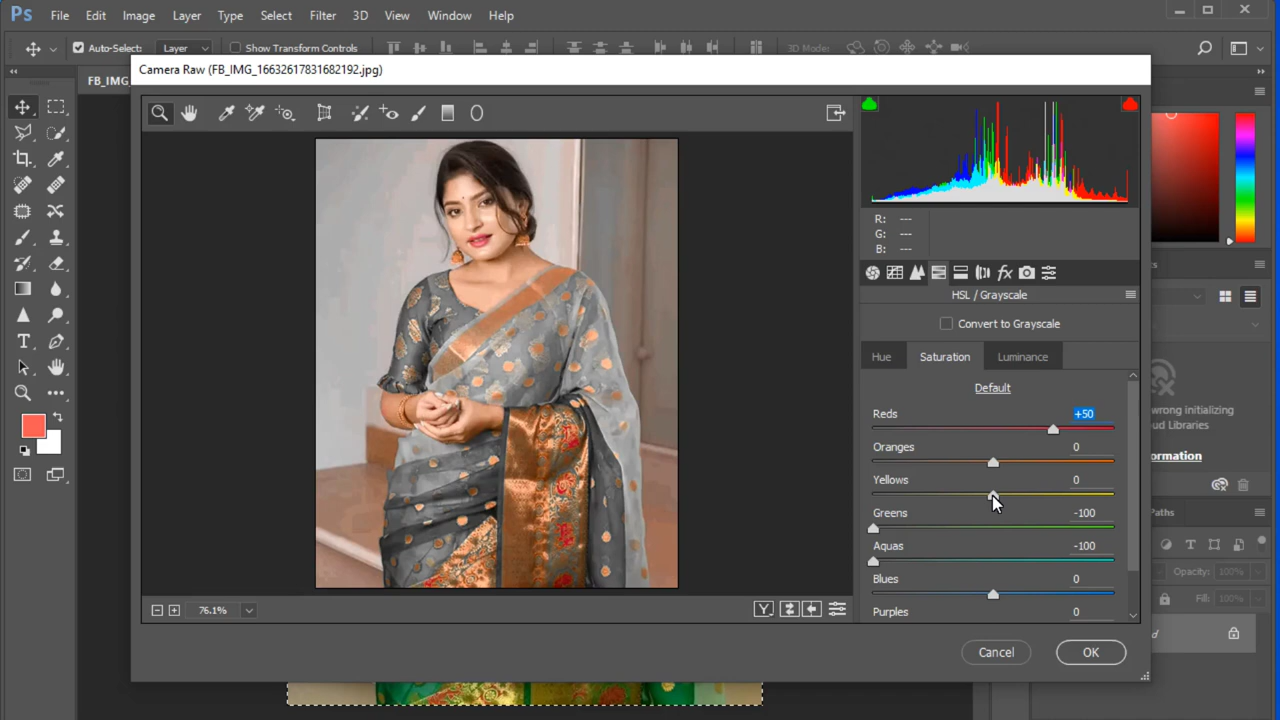 Ps File Edit Image Layer Type Select Filter 3D View Window Help
Auto-Select: Layer Show Transform Controls 3D Mode:
FB_IMG_
Camera Raw (FB_IMG_16632617831682192.jpg)
R: ---
G: ---
B: ---
HSL / Grayscale
Convert to Grayscale
Hue Saturation Luminance
Default
Reds +50
Oranges 0
Yellows 0
Greens -100
Aquas -100
Blues 0
Purples 0
76.1%
Y
Cancel OK
wrong initializing
oud Libraries
ormation
Paths
Opacity: 100%
Fill: 100%
d